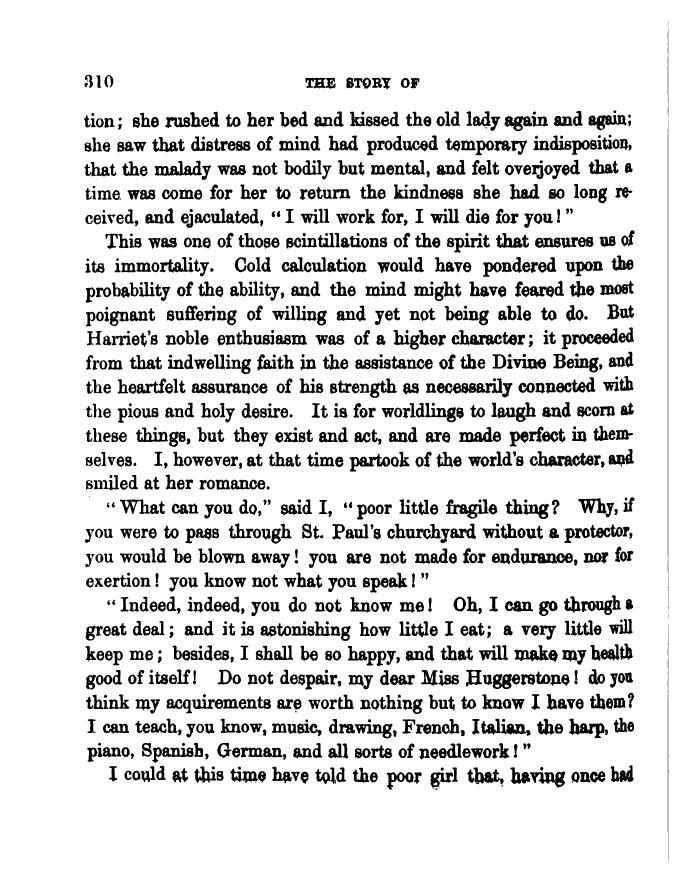 310 THE STORY OF
tion; she rushed to her bed and kissed the old lady again and again;
she saw that distress of mind had produced temporary indisposition,
that the malady was not bodily but mental, and felt overjoyed that a
time was come for her to return the kindness she had so long re-
ceived, and ejaculated, “I will work for, I will die for you!”
This was one of those scintillations of the spirit that ensures us of
its immortality. Cold calculation would have pondered upon the
probability of the ability, and the mind might have feared the most
poignant suffering of willing and yet not being able to do. But
Harriet's noble enthusiasm was of a higher character; it proceeded
from that indwelling faith in the assistance of the Divine Being, and
the heartfelt assurance of his strength as necessarily connected with
the pious and holy desire. It is for worldlings to laugh and scorn at
these things, but they exist and act, and are made perfect in them-
selves. I, however, at that time partook of the world's character, and
smiled at her romance.
“What can you do,” said I, “poor little fragile thing? Why, if
you were to pass through St. Paul's churchyard without a protector,
you would be blown away! you are not made for endurance, nor for
exertion! you know not what you speak!”
“Indeed, indeed, you do not know me! Oh, I can go through a
great deal; and it is astonishing how little I eat; a very little will
keep me; besides, I shall be so happy, and that will make my health
good of itself! Do not despair, my dear Miss Huggerstone! do you
think my acquirements are worth nothing but to know I have them?
I can teach, you know, music, drawing, French, Italian, the harp, the
piano, Spanish, German, and all sorts of needlework!”
I could at this time have told the poor girl that, having once had